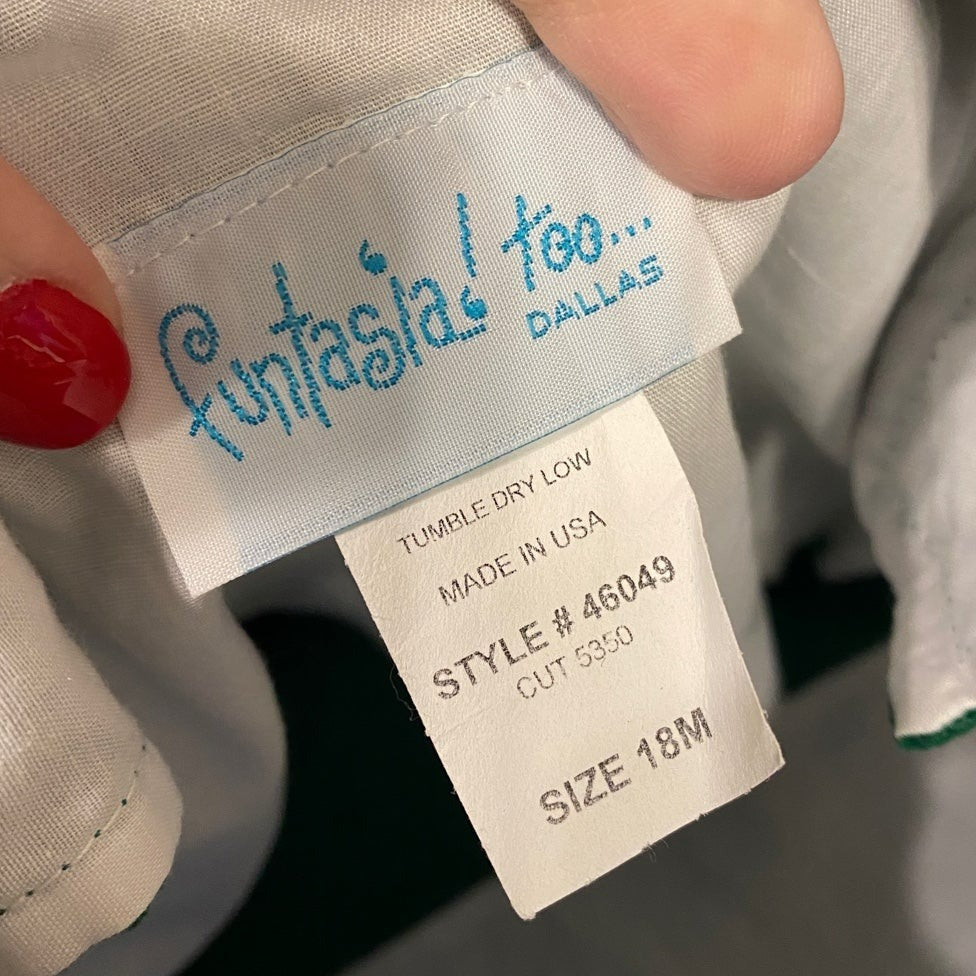 funtasia! too...
DALLAS
TUMBLE DRY LOW
MADE IN USA
STYLE # 46049
CUT 5350
SIZE 18M